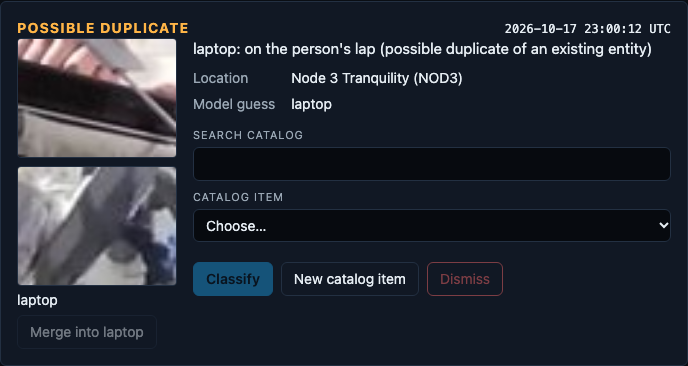 POSSIBLE DUPLICATE
2026-10-17 23:00:12 UTC
laptop: on the person's lap (possible duplicate of an existing entity)
Location Node 3 Tranquility (NOD3)
Model guess laptop
SEARCH CATALOG
CATALOG ITEM
Choose...
Classify
New catalog item
Dismiss
laptop
Merge into laptop